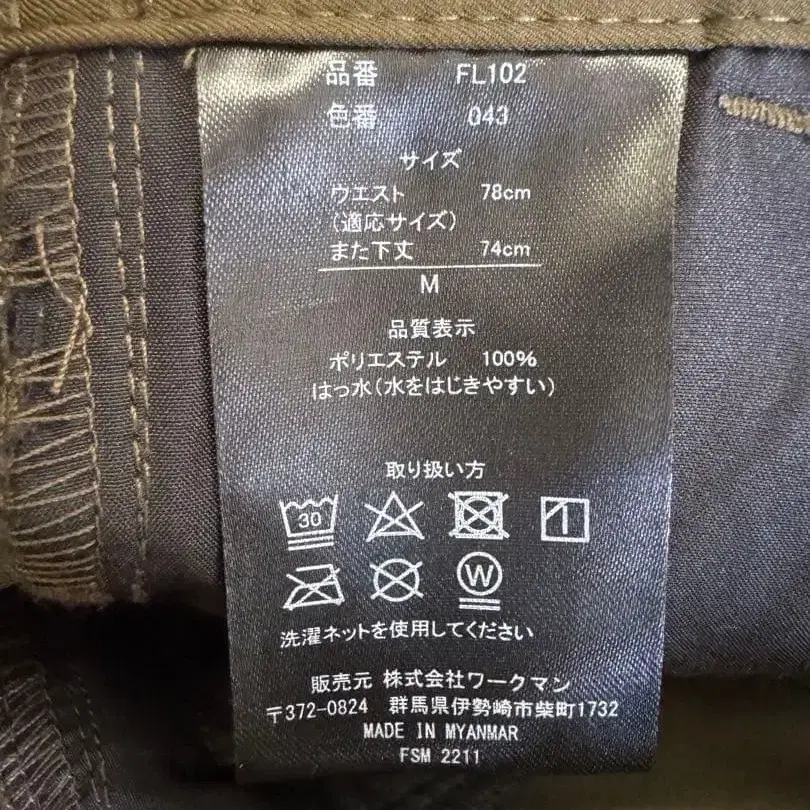 品番 FL102
色番 043
サイズ
ウエスト 78cm
(適応サイズ)
また下丈 74cm
M
品質表示
ポリエステル 100%
はっ水(水をはじきやすい)
取り扱い方
30
W
洗濯ネットを使用してください
販売元 株式会社ワークマン
〒372-0824 群馬県伊勢崎市柴町1732
MADE IN MYANMAR
FSM 2211